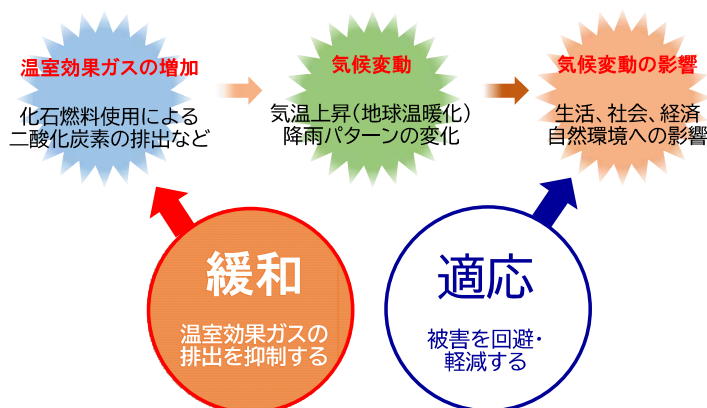 温室効果ガスの増加
化石燃料使用による
二酸化炭素の排出など
気候変動
気温上昇(地球温暖化)
降雨パターンの変化
気候変動の影響
生活、社会、経済
自然環境への影響
緩和
温室効果ガスの
排出を抑制する
適応
被害を回避・
軽減する